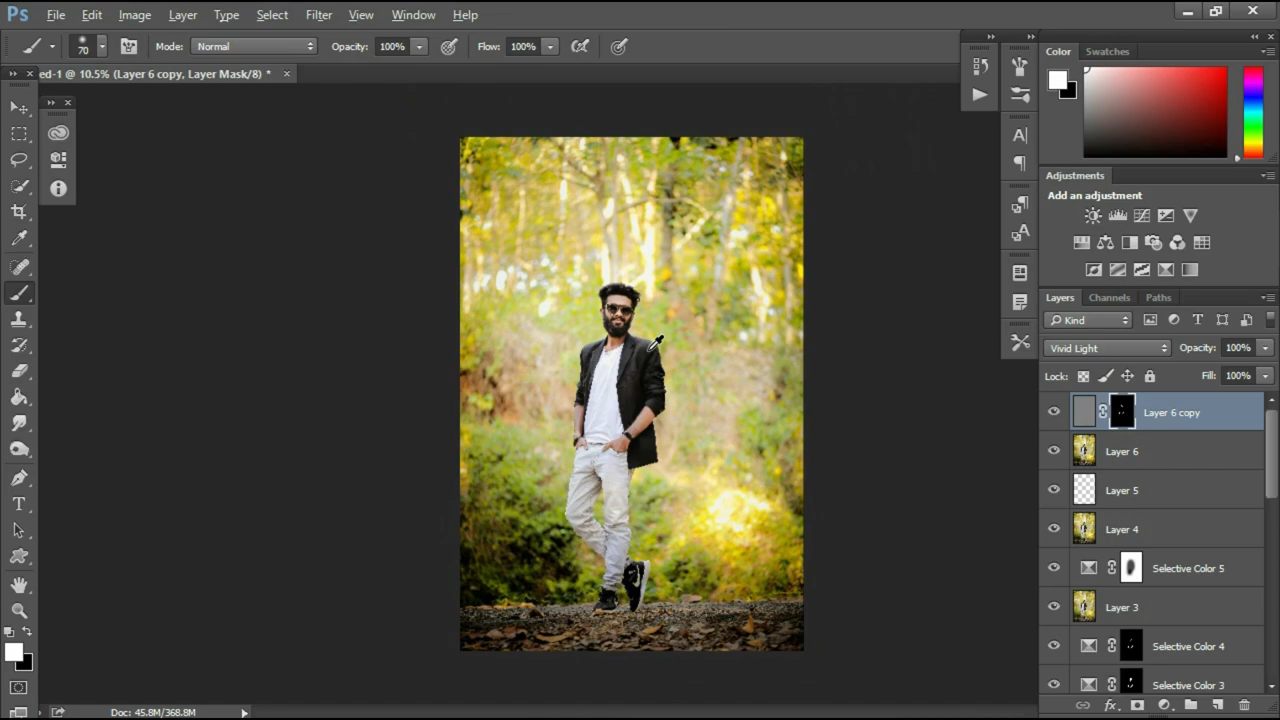 Ps File Edit Image Layer Type Select Filter View Window Help
70 Mode: Normal Opacity: 100% Flow: 100%
ed-1 @ 10.5% (Layer 6 copy, Layer Mask/8) *
Color Swatches
Adjustments
Add an adjustment
Layers Channels Paths
Kind
Vivid Light Opacity: 100%
Lock: Fill: 100%
Layer 6 copy
Layer 6
Layer 5
Layer 4
Selective Color 5
Layer 3
Selective Color 4
Selective Color 3
Doc: 45.8M/368.8M